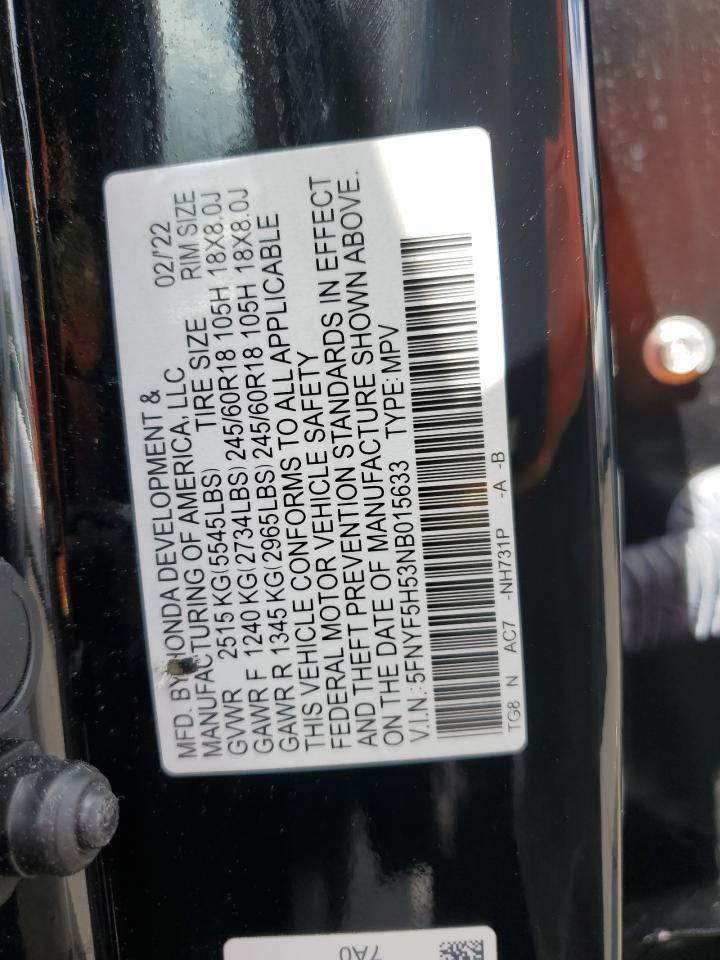 MFD. BY HONDA DEVELOPMENT &
MANUFACTURING OF AMERICA, LLC 02/'22
GVWR 2515 KG(5545LBS) TIRE SIZE RIM SIZE
GAWR F 1240 KG(2734LBS) 245/60R18 105H 18X8.0J
GAWR R 1345 KG(2965LBS) 245/60R18 105H 18X8.0J
THIS VEHICLE CONFORMS TO ALL APPLICABLE
FEDERAL MOTOR VEHICLE SAFETY
AND THEFT PREVENTION STANDARDS IN EFFECT
ON THE DATE OF MANUFACTURE SHOWN ABOVE.
V.I.N.:5FNYF5H53NB015633 TYPE:MPV
TG8 N AC7 -NH731P -A -B
7A0